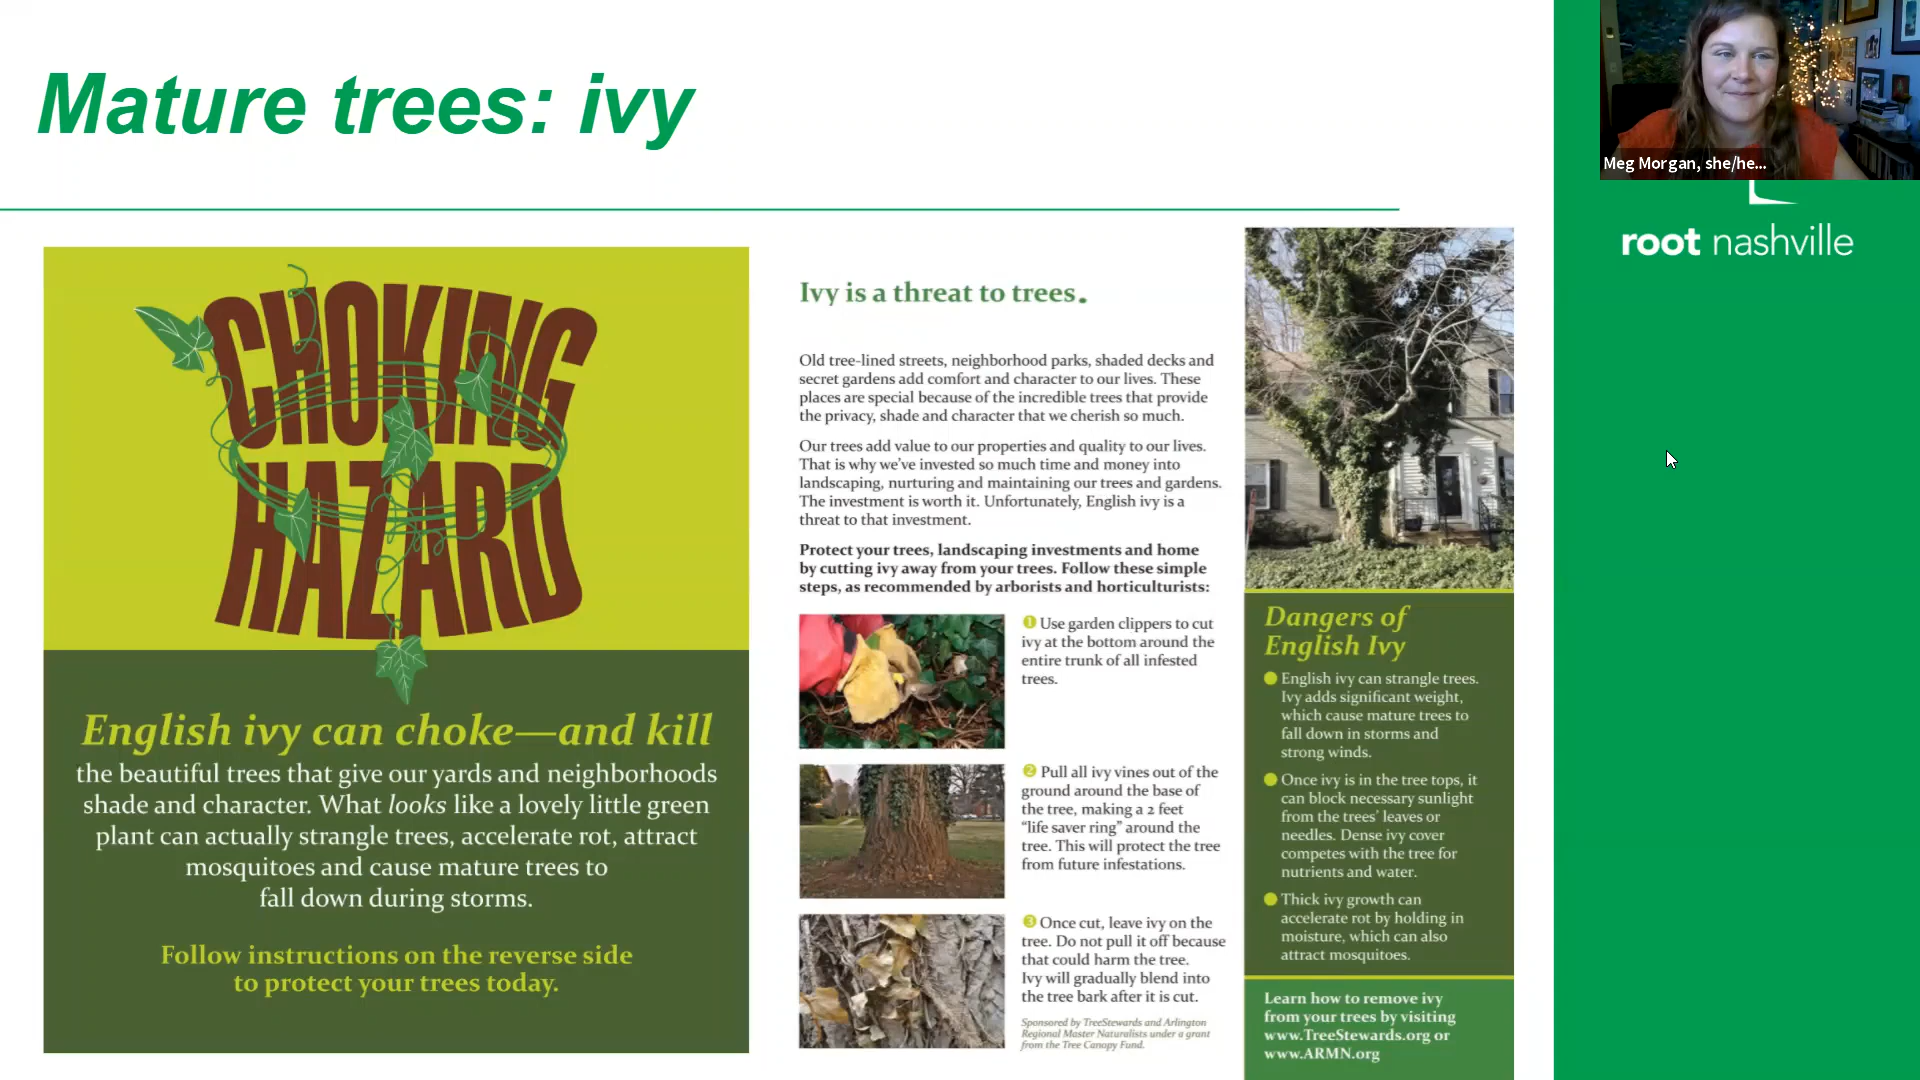 Mature trees: ivy
Meg Morgan, she/he...
root nashville
CHOKING
HAZARD
English ivy can choke—and kill
the beautiful trees that give our yards and neighborhoods
shade and character. What looks like a lovely little green
plant can actually strangle trees, accelerate rot, attract
mosquitoes and cause mature trees to
fall down during storms.
Follow instructions on the reverse side
to protect your trees today.
Ivy is a threat to trees.
Old tree-lined streets, neighborhood parks, shaded decks and
secret gardens add comfort and character to our lives. These
places are special because of the incredible trees that provide
the privacy, shade and character that we cherish so much.
Our trees add value to our properties and quality to our lives.
That is why we've invested so much time and money into
landscaping, nurturing and maintaining our trees and gardens.
The investment is worth it. Unfortunately, English ivy is a
threat to that investment.
Protect your trees, landscaping investments and home
by cutting ivy away from your trees. Follow these simple
steps, as recommended by arborists and horticulturists:
1 Use garden clippers to cut
ivy at the bottom around the
entire trunk of all infested
trees.
2 Pull all ivy vines out of the
ground around the base of
the tree, making a 2 feet
“life saver ring” around the
tree. This will protect the tree
from future infestations.
3 Once cut, leave ivy on the
tree. Do not pull it off because
that could harm the tree.
Ivy will gradually blend into
the tree bark after it is cut.
Sponsored by TreeStewards and Arlington
Regional Master Naturalists under a grant
from the Tree Canopy Fund.
Dangers of
English Ivy
English ivy can strangle trees.
Ivy adds significant weight,
which cause mature trees to
fall down in storms and
strong winds.
Once ivy is in the tree tops, it
can block necessary sunlight
from the trees' leaves or
needles. Dense ivy cover
competes with the tree for
nutrients and water.
Thick ivy growth can
accelerate rot by holding in
moisture, which can also
attract mosquitoes.
Learn how to remove ivy
from your trees by visiting
www.TreeStewards.org or
www.ARMN.org